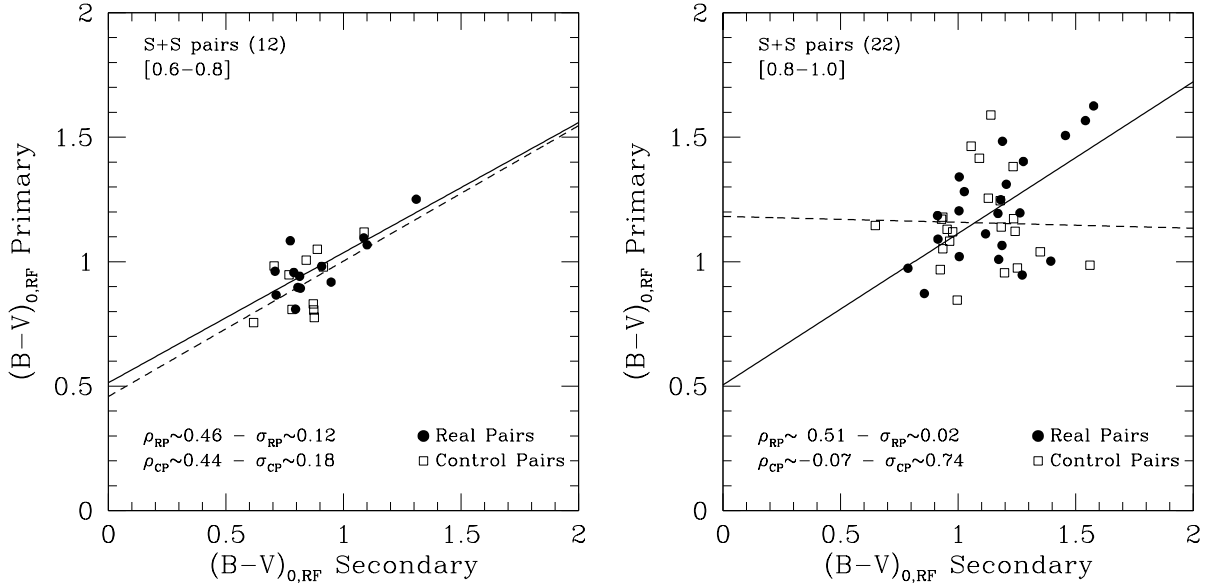 S+S pairs (12)
[0.6−0.8]
2
1.5
1
0.5
0
(B−V)0,RF Primary
ρRP~0.46 − σRP~0.12
ρCP~0.44 − σCP~0.18
Real Pairs
Control Pairs
0 0.5 1 1.5 2
(B−V)0,RF Secondary
S+S pairs (22)
[0.8−1.0]
2
1.5
1
0.5
0
(B−V)0,RF Primary
ρRP~ 0.51 − σRP~0.02
ρCP~−0.07 − σCP~0.74
Real Pairs
Control Pairs
0 0.5 1 1.5 2
(B−V)0,RF Secondary